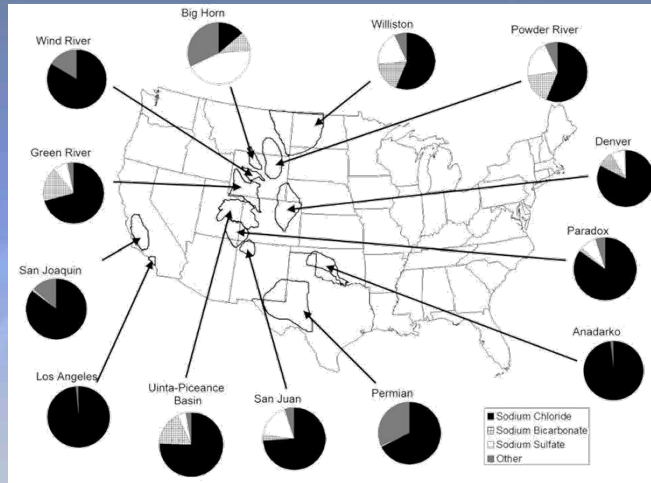 Big Horn
Williston
Powder River
Wind River
Denver
Green River
Paradox
San Joaquin
Anadarko
Los Angeles
Uinta-Piceance
Basin
San Juan
Permian
Sodium Chloride
Sodium Bicarbonate
Sodium Sulfate
Other